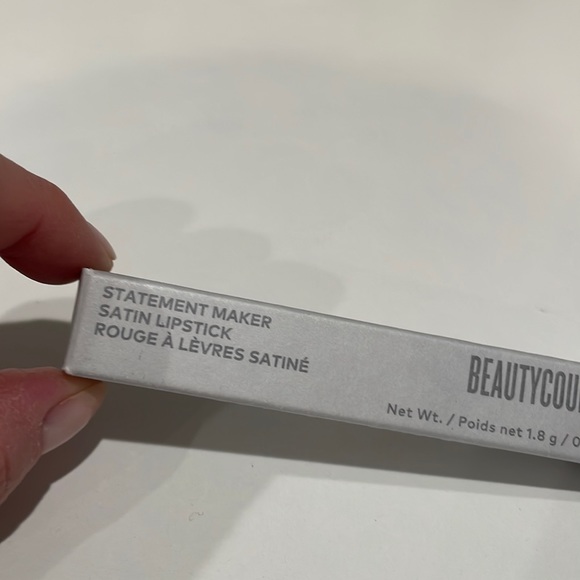 STATEMENT MAKER
SATIN LIPSTICK
ROUGE À LÈVRES SATINÉ
Net Wt. / Poids net 1.8 g /